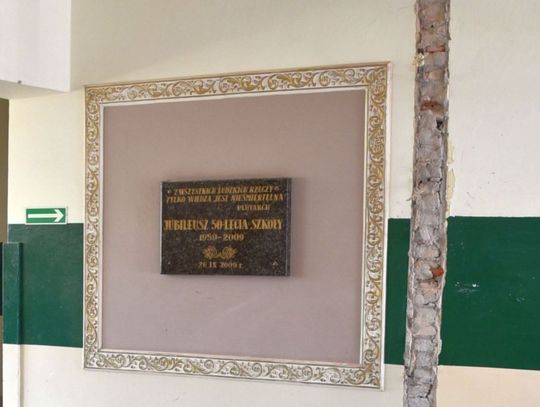 Z WSZYSTKICH LUDZKICH RZECZY
TYLKO WIEDZA JEST NIEŚMIERTELNA
PLUTARCH
JUBILEUSZ 50-LECIA SZKOŁY
1959-2009
26.IX.2009 r.